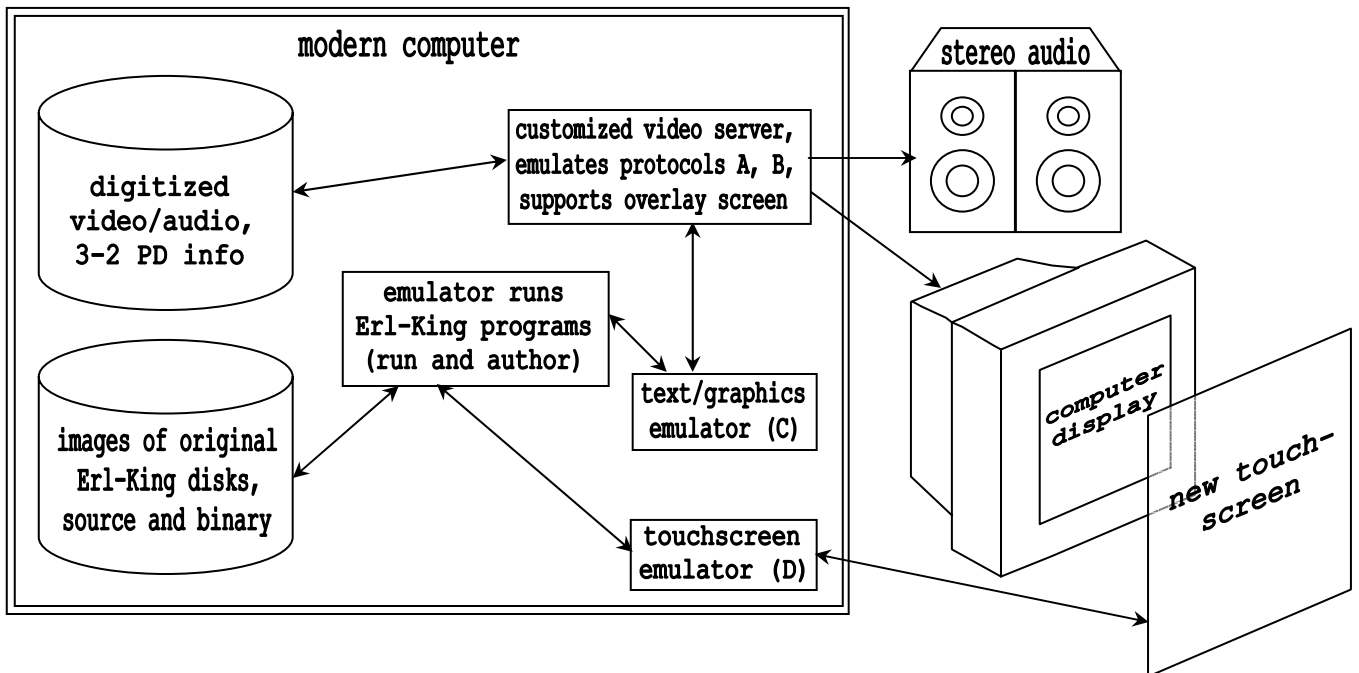 modern computer
digitized
video/audio,
3-2 PD info
customized video server,
emulates protocols A, B,
supports overlay screen
stereo audio
emulator runs
Erl-King programs
(run and author)
text/graphics
emulator (C)
images of original
Erl-King disks,
source and binary
touchscreen
emulator (D)
computer
display
new touch-
screen